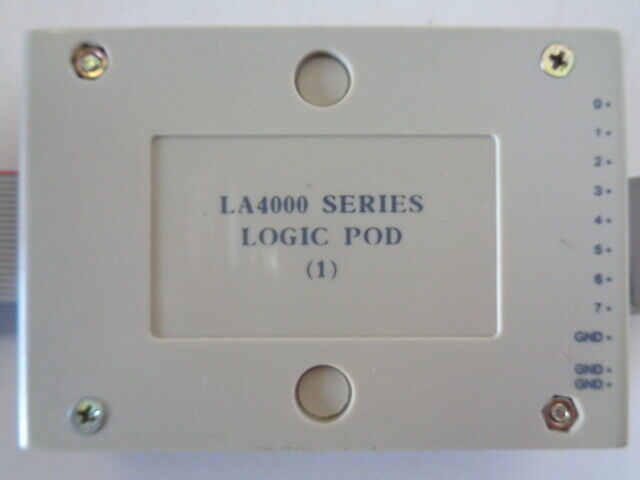 LA4000 SERIES
LOGIC POD
(1)
0
1
2
3
4
5
6
7
GND
GND
GND